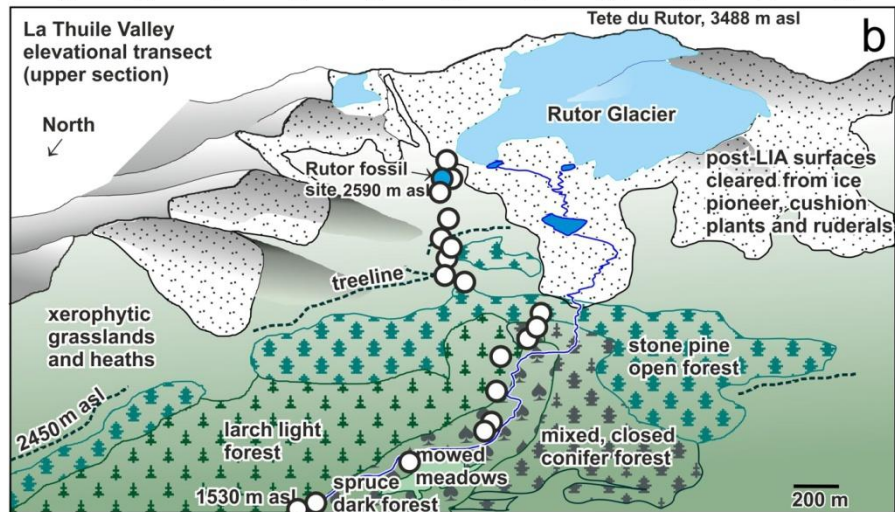 La Thuile Valley
elevational transect
(upper section)
Tete du Rutor, 3488 m asl
b
North
Rutor Glacier
Rutor fossil
site 2590 m asl
post-LIA surfaces
cleared from ice
pioneer, cushion
plants and ruderals
treeline
xerophytic
grasslands
and heaths
stone pine
open forest
2450 m asl
larch light
forest
mixed, closed
conifer forest
mowed
meadows
1530 m asl
spruce
dark forest
200 m